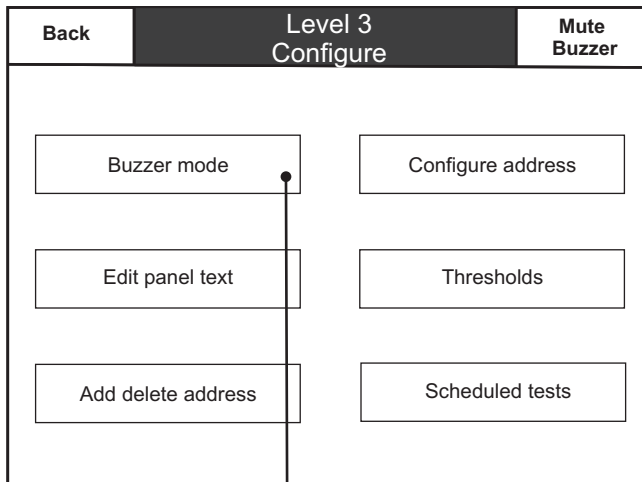 Back
Level 3
Configure
Mute
Buzzer
Buzzer mode
Configure address
Edit panel text
Thresholds
Add delete address
Scheduled tests